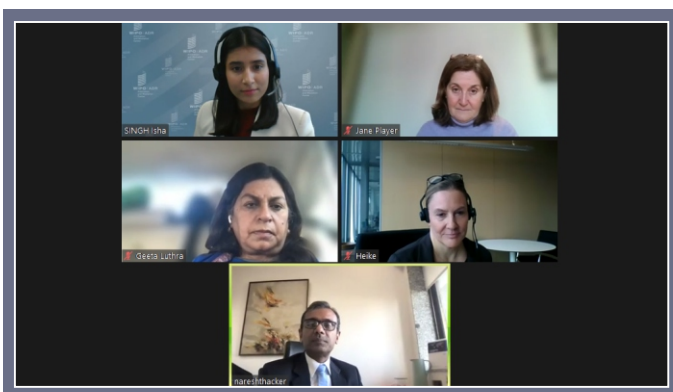 SINGH Isha
Jane Player
Geeta Luthra
Heike
nareshthacker